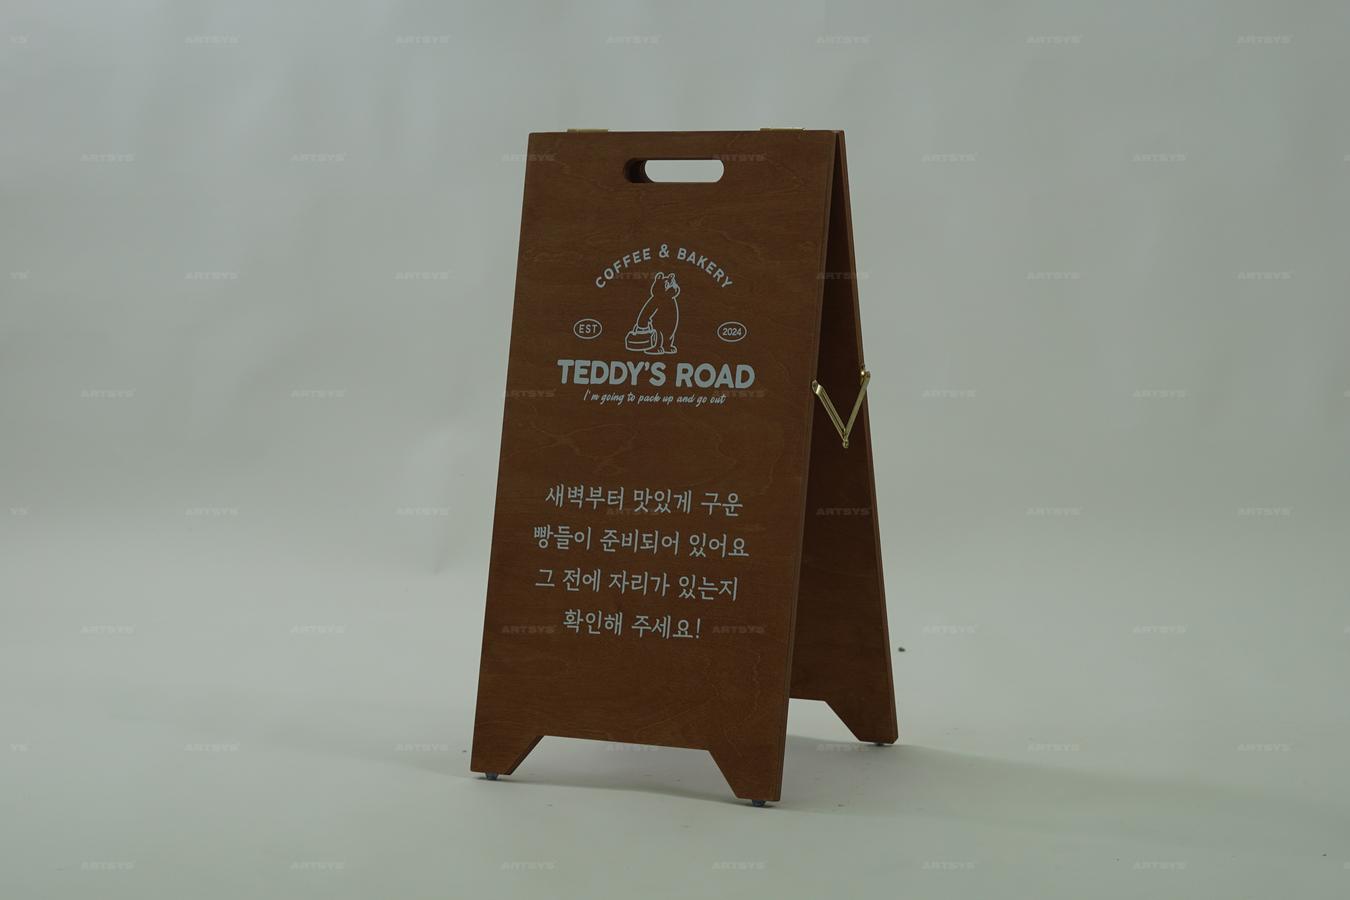 COFFEE & BAKERY
EST 2024
TEDDY'S ROAD
I'm going to pack up and go out
새벽부터 맛있게 구운
빵들이 준비되어 있어요
그 전에 자리가 있는지
확인해 주세요!
ARTSYS